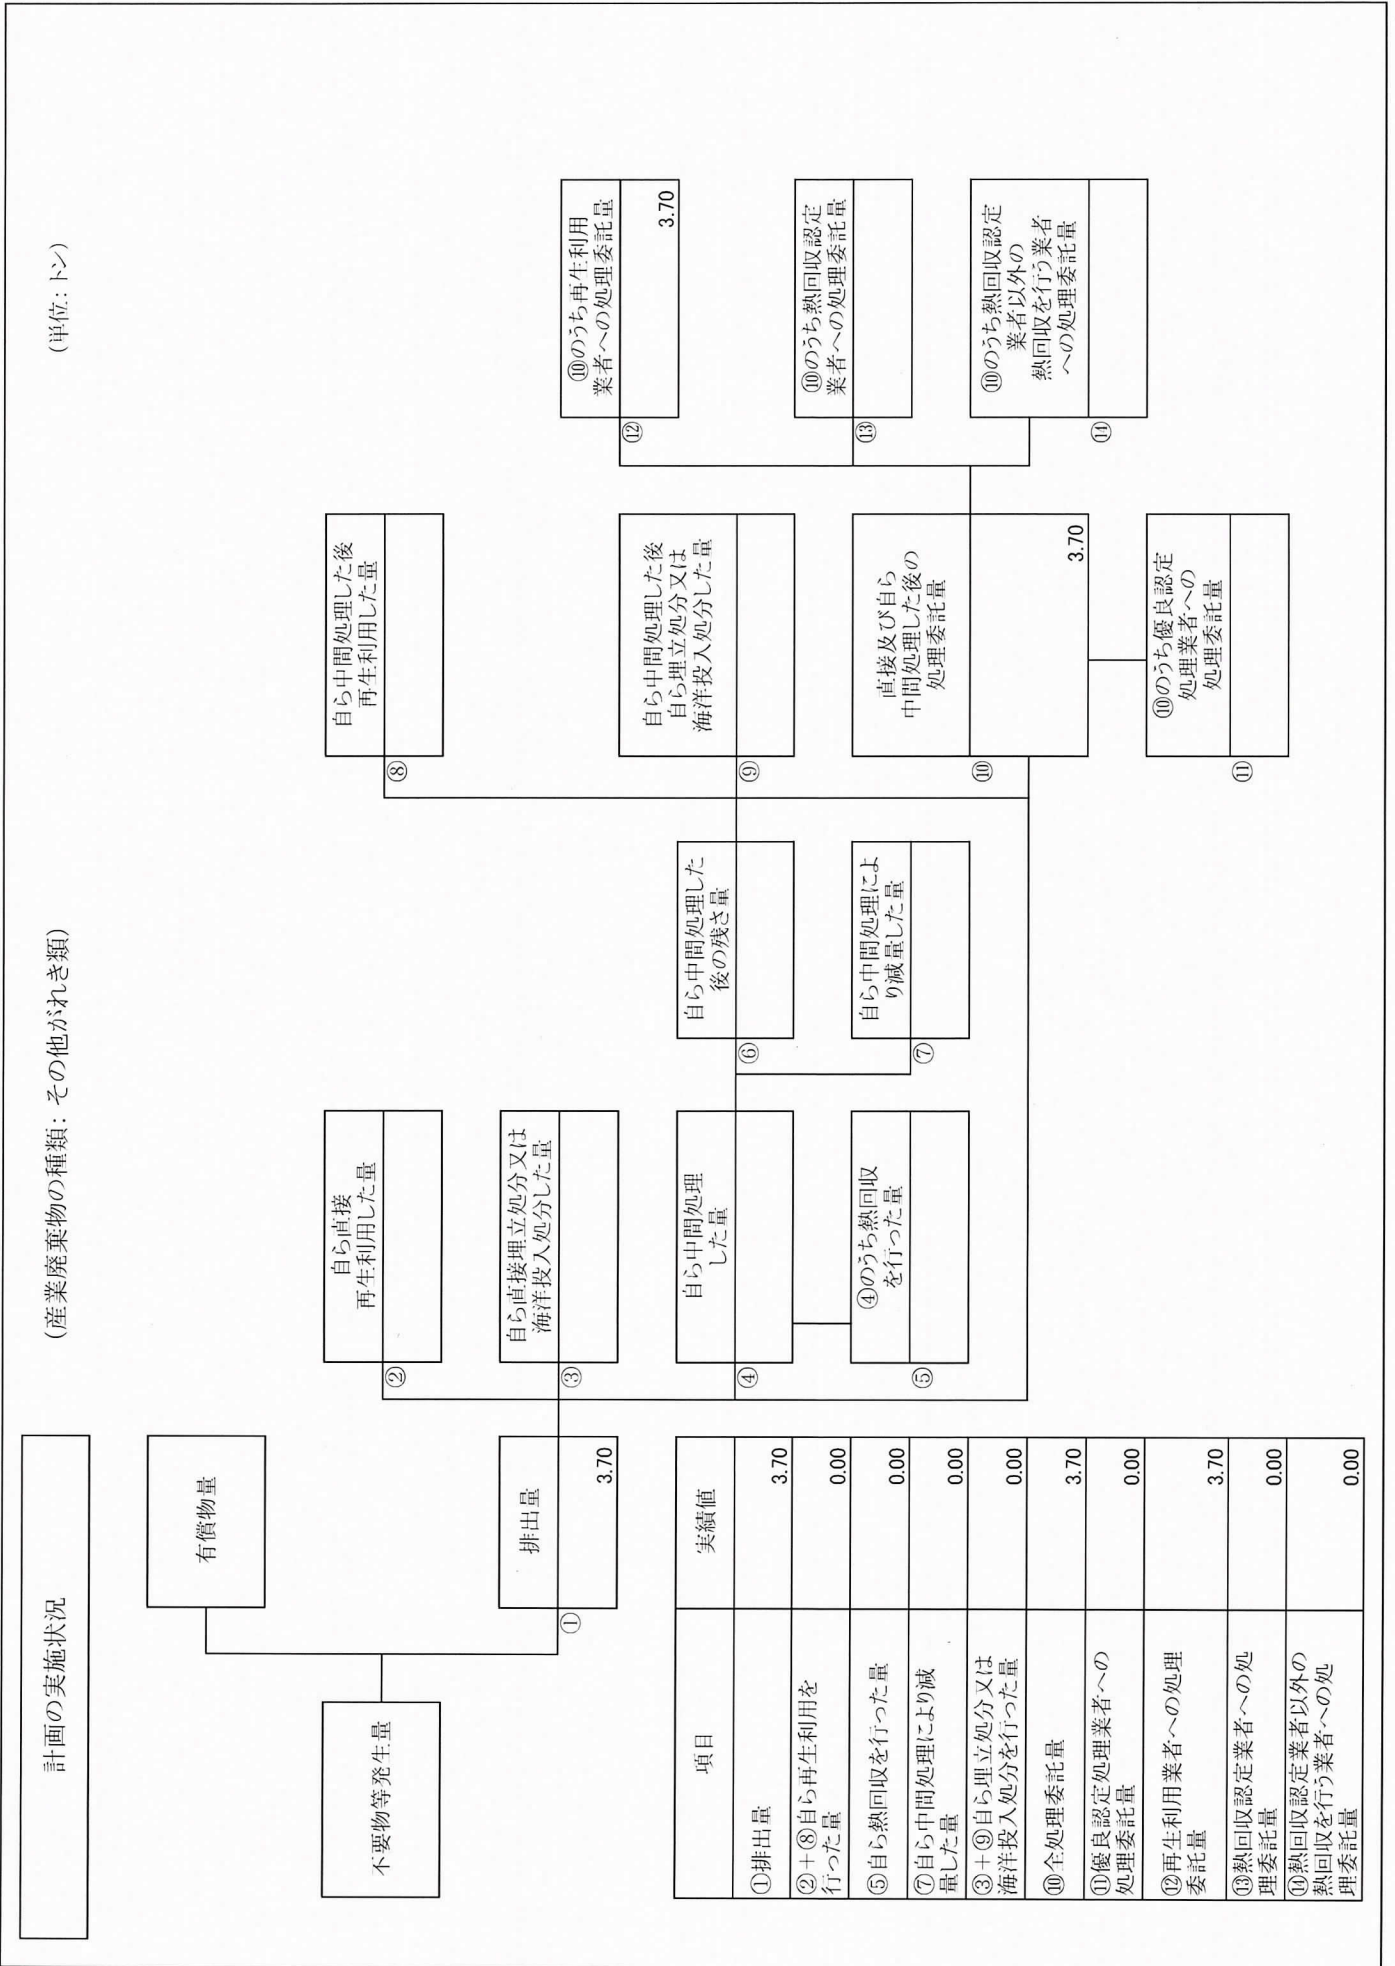 計画の実施状況
(産業廃棄物の種類: その他がれき類)
(単位: トン)
有償物量
不要物等発生量
排出量
①
3.70
自ら直接
再生利用した量
②
自ら直接埋立処分又は
海洋投入処分した量
③
自ら中間処理
した量
④
④のうち熱回収
を行った量
⑤
自ら中間処理した
後の残さ量
⑥
自ら中間処理によ
り減量した量
⑦
自ら中間処理した後
再生利用した量
⑧
自ら中間処理した後
自ら埋立処分又は
海洋投入処分した量
⑨
直接及び自ら
中間処理した後の
処理委託量
⑩
3.70
⑩のうち優良認定
処理業者への
処理委託量
⑪
⑩のうち再生利用
業者への処理委託量
⑫
3.70
⑩のうち熱回収認定
業者への処理委託量
⑬
⑩のうち熱回収認定
業者以外の
熱回収を行う業者
への処理委託量
⑭
項目
実績値
①排出量
3.70
②+⑧自ら再生利用を
行った量
0.00
⑤自ら熱回収を行った量
0.00
⑦自ら中間処理により減
量した量
0.00
③+⑨自ら埋立処分又は
海洋投入処分を行った量
0.00
⑩全処理委託量
3.70
⑪優良認定処理業者への
処理委託量
0.00
⑫再生利用業者への処理
委託量
3.70
⑬熱回収認定業者への処
理委託量
0.00
⑭熱回収認定業者以外の
熱回収を行う業者への処
理委託量
0.00